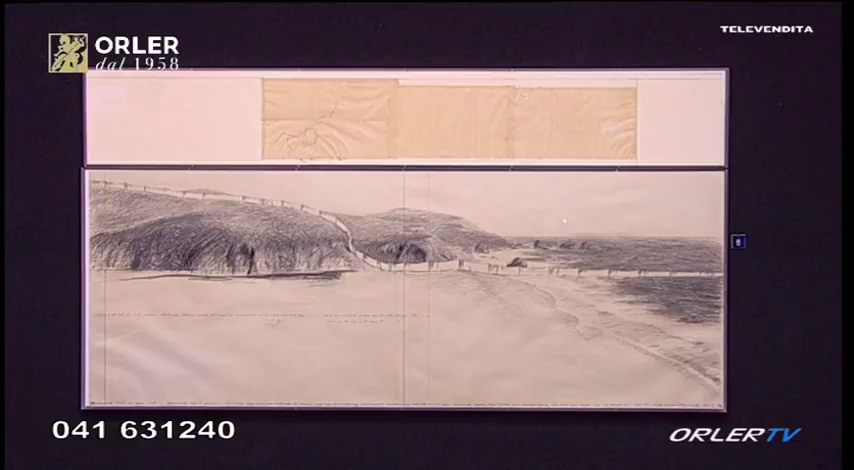 ORLER
dal 1958
TELEVENDITA
041 631240
ORLERTV